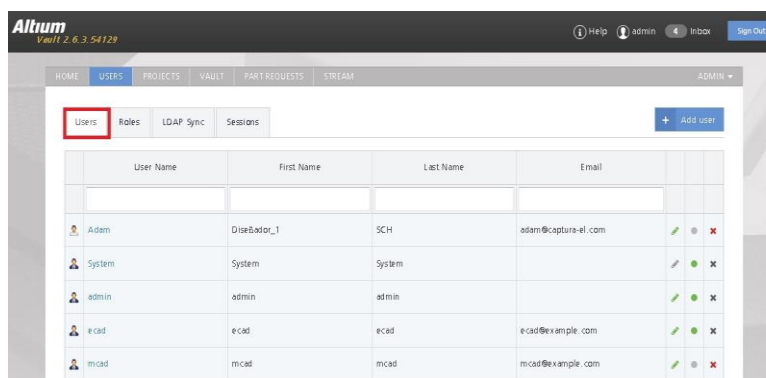 Altium
Vault 2.6.3.54129
Help admin 4 Inbox Sign Out
HOME USERS PROJECTS VAULT PART REQUESTS STREAM ADMIN
Users Roles LDAP Sync Sessions + Add user
User Name First Name Last Name Email
Adam Diseñador_1 SCH adam@captura-el.com
System System System
admin admin admin
ecad ecad ecad ecad@example.com
mcad mcad mcad mcad@example.com